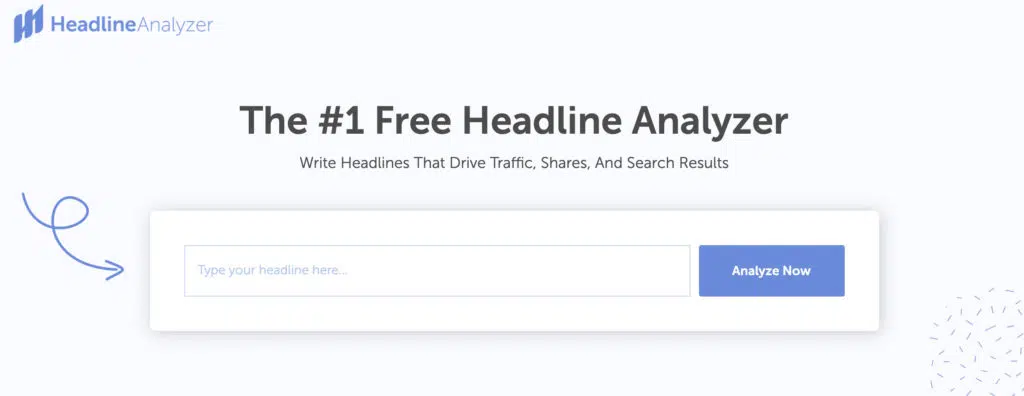 HeadlineAnalyzer
The #1 Free Headline Analyzer
Write Headlines That Drive Traffic, Shares, And Search Results
Type your headline here...
Analyze Now